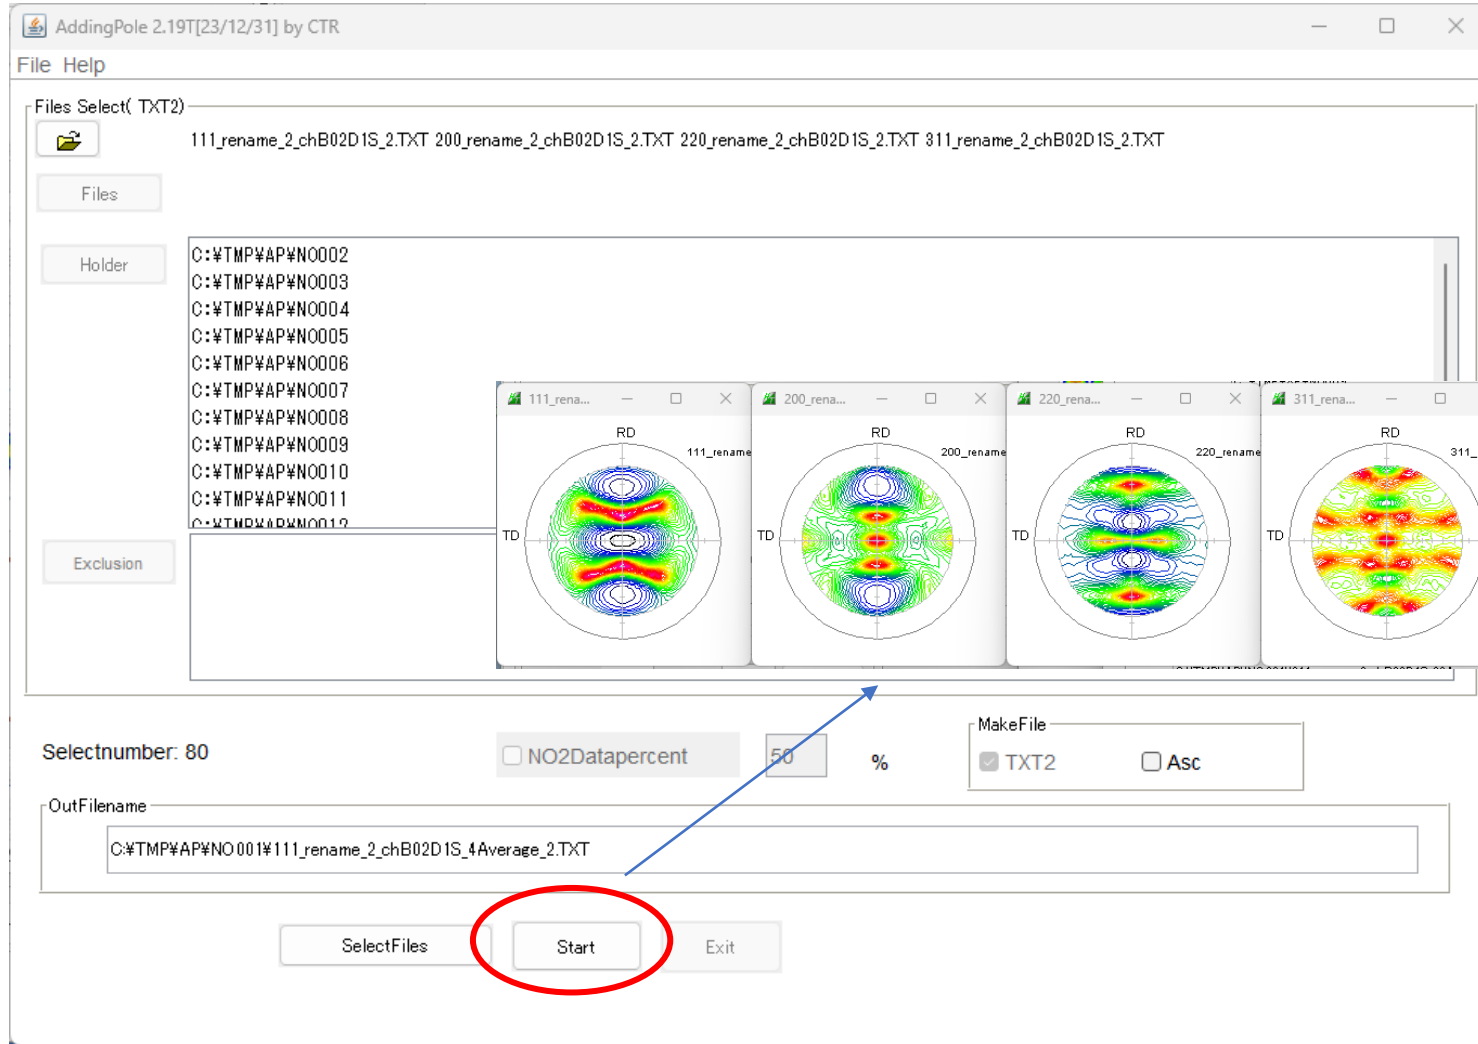 AddingPole 2.19T[23/12/31] by CTR
File Help
Files Select( TXT2)
111_rename_2_chB02D1S_2.TXT 200_rename_2_chB02D1S_2.TXT 220_rename_2_chB02D1S_2.TXT 311_rename_2_chB02D1S_2.TXT
Files
Holder
C:¥TMP¥AP¥NO002
C:¥TMP¥AP¥NO003
C:¥TMP¥AP¥NO004
C:¥TMP¥AP¥NO005
C:¥TMP¥AP¥NO006
C:¥TMP¥AP¥NO007
C:¥TMP¥AP¥NO008
C:¥TMP¥AP¥NO009
C:¥TMP¥AP¥NO010
C:¥TMP¥AP¥NO011
C:¥TMP¥AP¥NO012
111_rena...
RD
111_rename
TD
200_rena...
RD
200_rename
TD
220_rena...
RD
220_rename
TD
311_rena...
RD
311_
TD
Exclusion
Selectnumber: 80
NO2Datapercent
50
%
MakeFile
TXT2
Asc
OutFilename
C:¥TMP¥AP¥NO001¥111_rename_2_chB02D1S_4Average_2.TXT
SelectFiles
Start
Exit